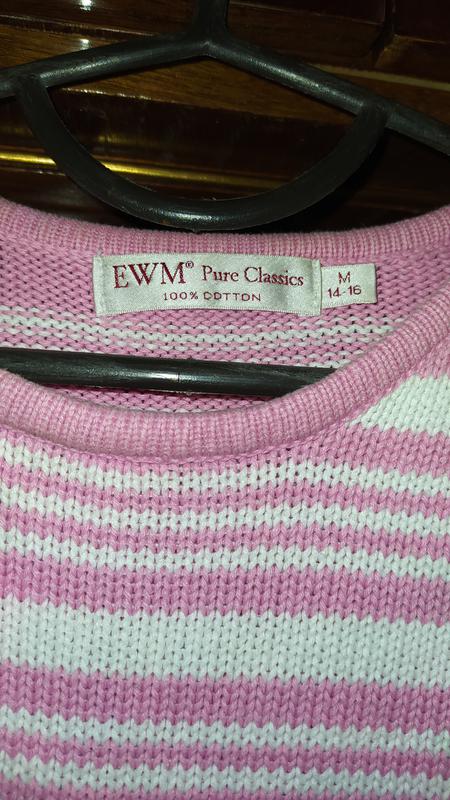 EWM® Pure Classics
100% COTTON
M
14-16